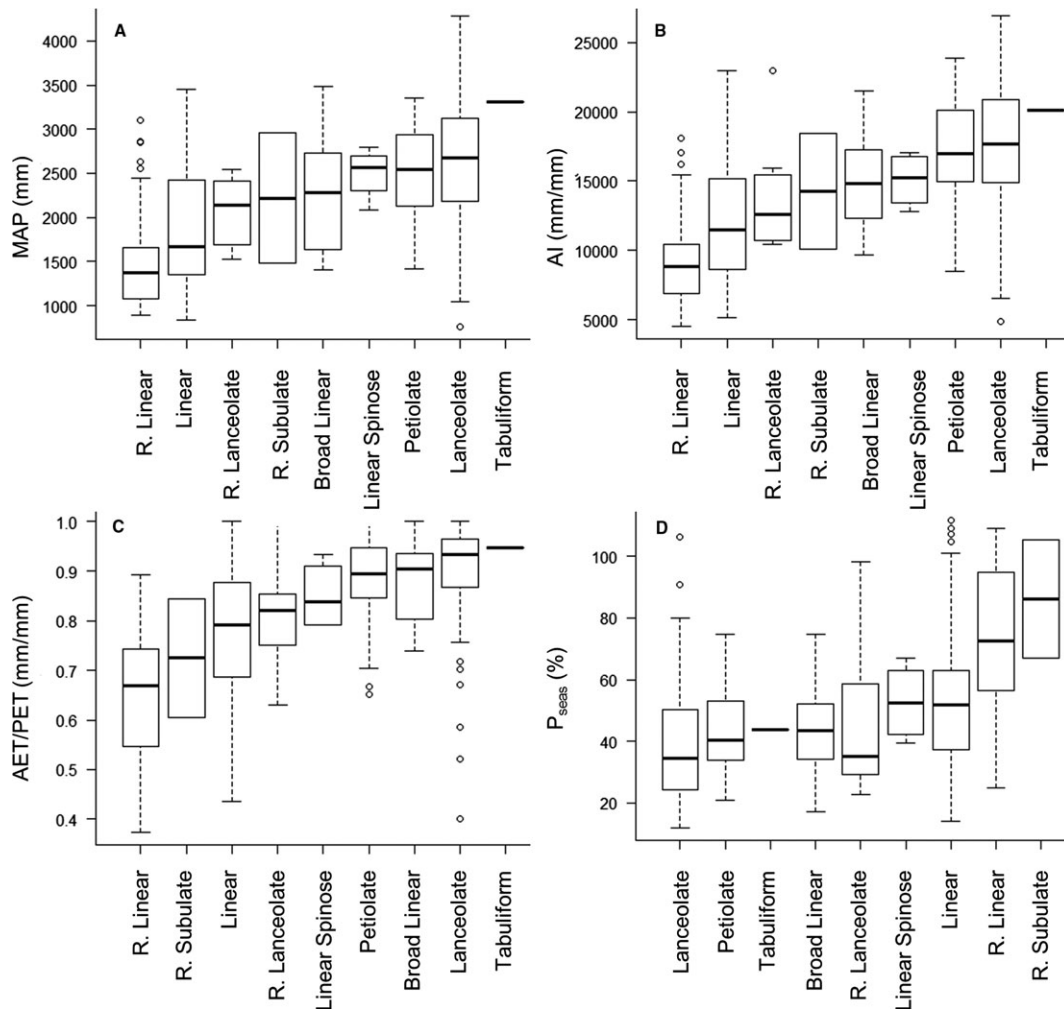 A
MAP (mm)
4000
3500
3000
2500
2000
1500
1000
R. Linear
Linear
R. Lanceolate
R. Subulate
Broad Linear
Linear Spinose
Petiolate
Lanceolate
Tabuliform
B
AI (mm/mm)
25000
20000
15000
10000
5000
R. Linear
Linear
R. Lanceolate
R. Subulate
Broad Linear
Linear Spinose
Petiolate
Lanceolate
Tabuliform
C
AET/PET (mm/mm)
1.0
0.9
0.8
0.7
0.6
0.5
0.4
R. Linear
R. Subulate
Linear
R. Lanceolate
Linear Spinose
Petiolate
Broad Linear
Lanceolate
Tabuliform
D
Pseas (%)
100
80
60
40
20
Lanceolate
Petiolate
Tabuliform
Broad Linear
R. Lanceolate
Linear Spinose
Linear
R. Linear
R. Subulate